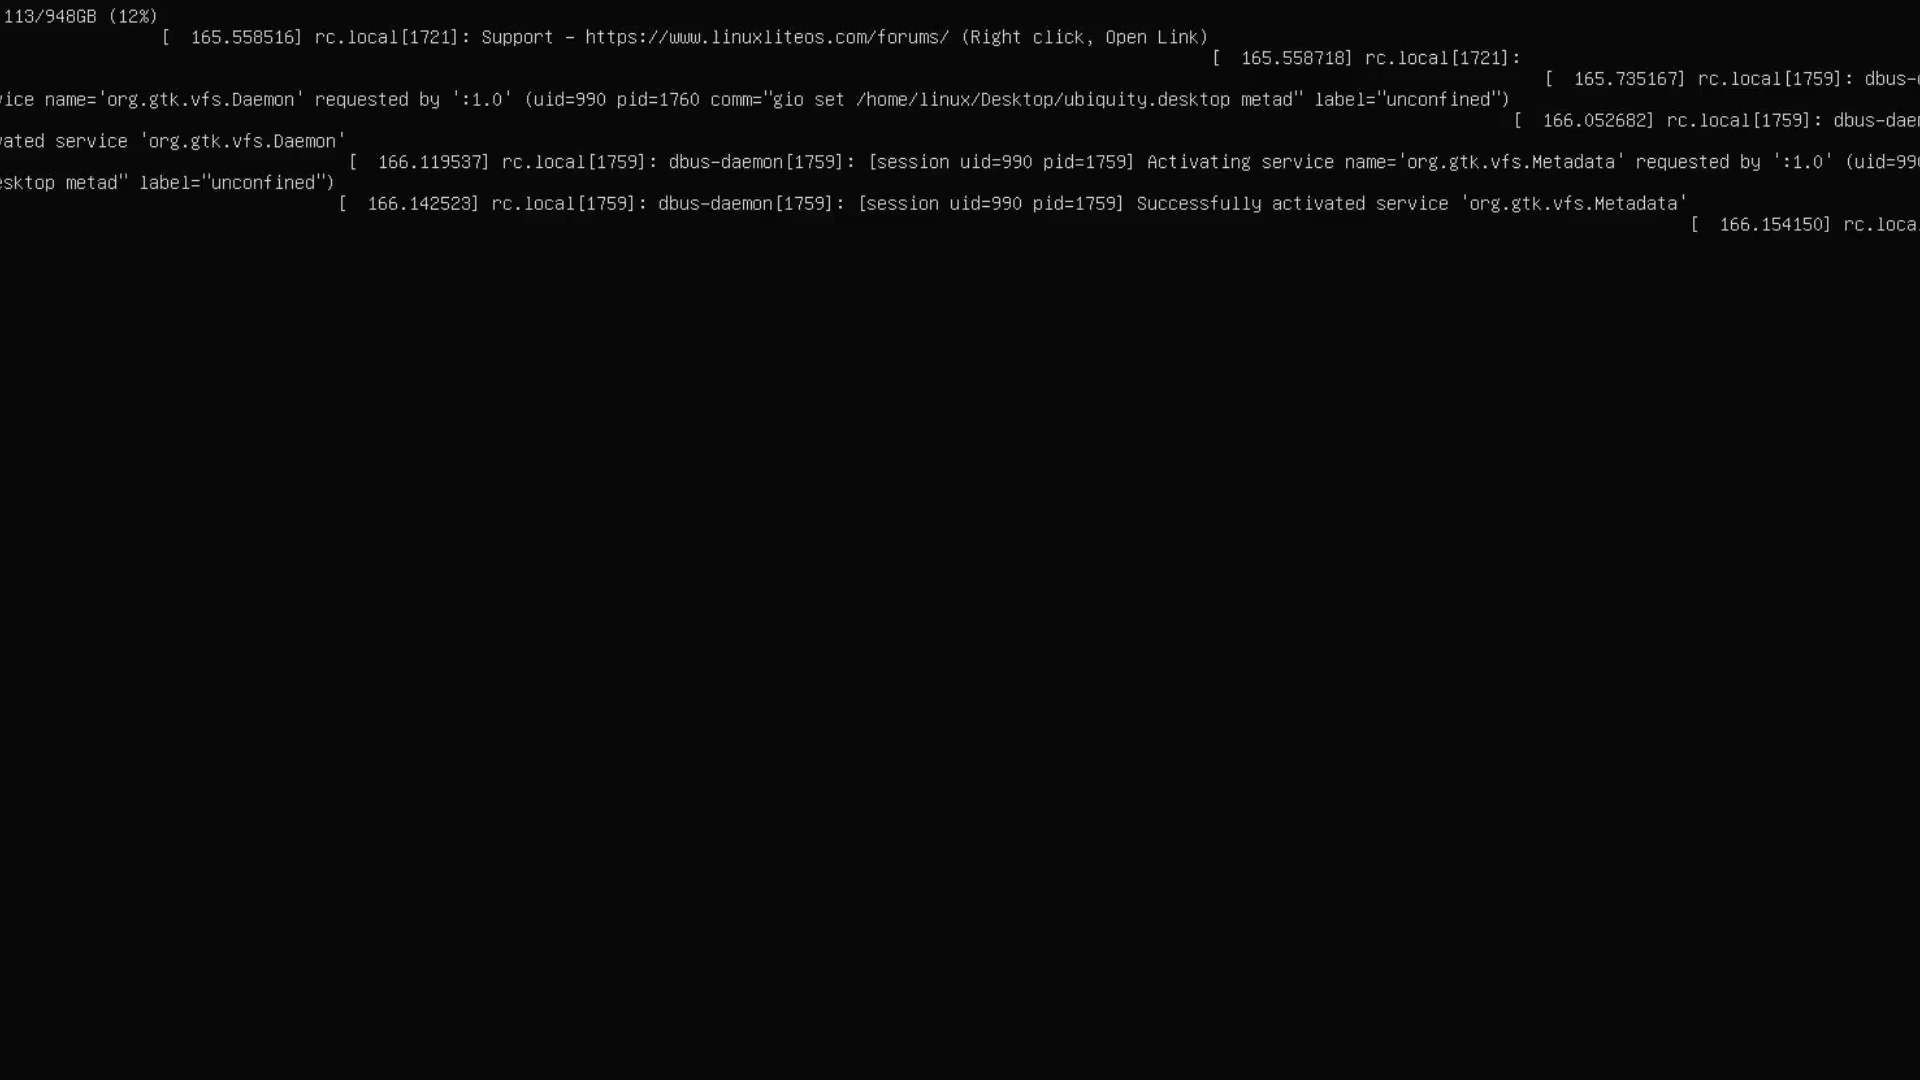 113/948GB (12%)
[  165.558516] rc.local[1721]: Support - https://www.linuxliteos.com/forums/ (Right click, Open Link)
[  165.558718] rc.local[1721]:
[  165.735167] rc.local[1759]: dbus-
vice name='org.gtk.vfs.Daemon' requested by ':1.0' (uid=990 pid=1760 comm="gio set /home/linux/Desktop/ubiquity.desktop metad" label="unconfined")
[  166.052682] rc.local[1759]: dbus-daem
vated service 'org.gtk.vfs.Daemon'
[  166.119537] rc.local[1759]: dbus-daemon[1759]: [session uid=990 pid=1759] Activating service name='org.gtk.vfs.Metadata' requested by ':1.0' (uid=990
esktop metad" label="unconfined")
[  166.142523] rc.local[1759]: dbus-daemon[1759]: [session uid=990 pid=1759] Successfully activated service 'org.gtk.vfs.Metadata'
[  166.154150] rc.loca